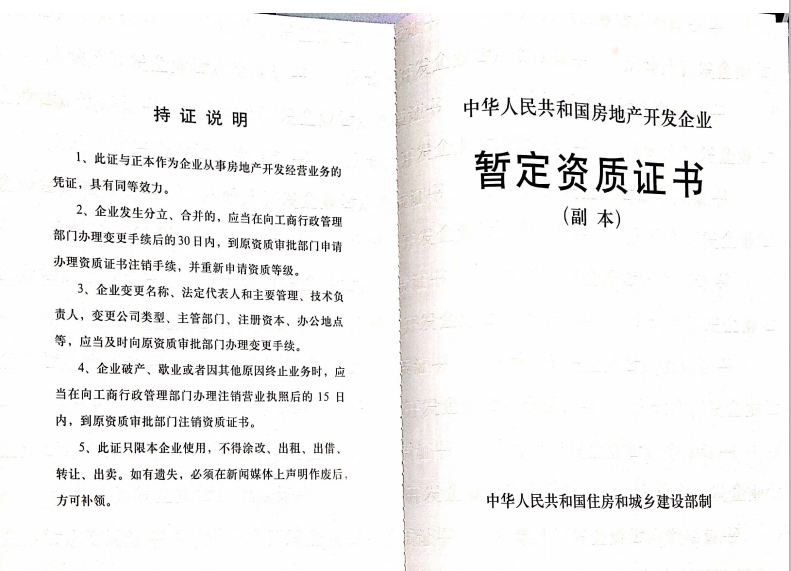 持证说明
1、此证与正本作为企业从事房地产开发经营业务的
凭证，具有同等效力。
2、企业发生分立、合并的，应当在向工商行政管理
部门办理变更手续后的30日内，到原资质审批部门申请
办理资质证书注销手续，并重新申请资质等级。
3、企业变更名称、法定代表人和主要管理、技术负
责人，变更公司类型、主管部门、注册资本、办公地点
等，应当及时向原资质审批部门办理变更手续。
4、企业破产、歇业或者因其他原因终止业务时，应
当在向工商行政管理部门办理注销营业执照后的 15 日
内，到原资质审批部门注销资质证书。
5、此证只限本企业使用，不得涂改、出租、出借、
转让、出卖。如有遗失，必须在新闻媒体上声明作废后，
方可补领。
中华人民共和国房地产开发企业
暂定资质证书
（副 本）
中华人民共和国住房和城乡建设部制